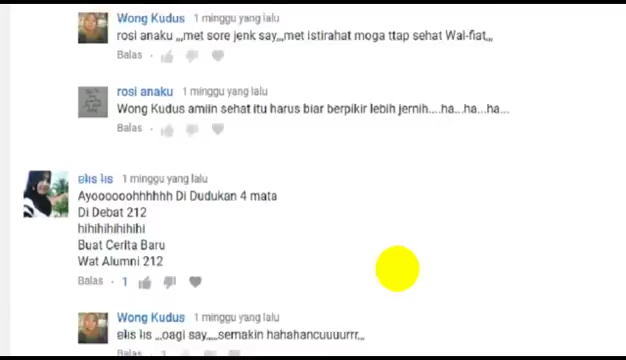 Wong Kudus 1 minggu yang lalu
rosi anaku ,,,met sore jenk say,,,met istirahat moga ttap sehat Wal-fiat,,,
Balas
rosi anaku 1 minggu yang lalu
Wong Kudus amiin sehat itu harus biar berpikir lebih jernih....ha...ha...ha...
Balas
elis lis 1 minggu yang lalu
Ayoooooohhhhhh Di Dudukan 4 mata
Di Debat 212
hihihihihihihi
Buat Cerita Baru
Wat Alumni 212
Balas · 1
Wong Kudus 1 minggu yang lalu
elis lis ,,,oagi say,,,,,semakin hahahancuuuurrr,,,
Balas